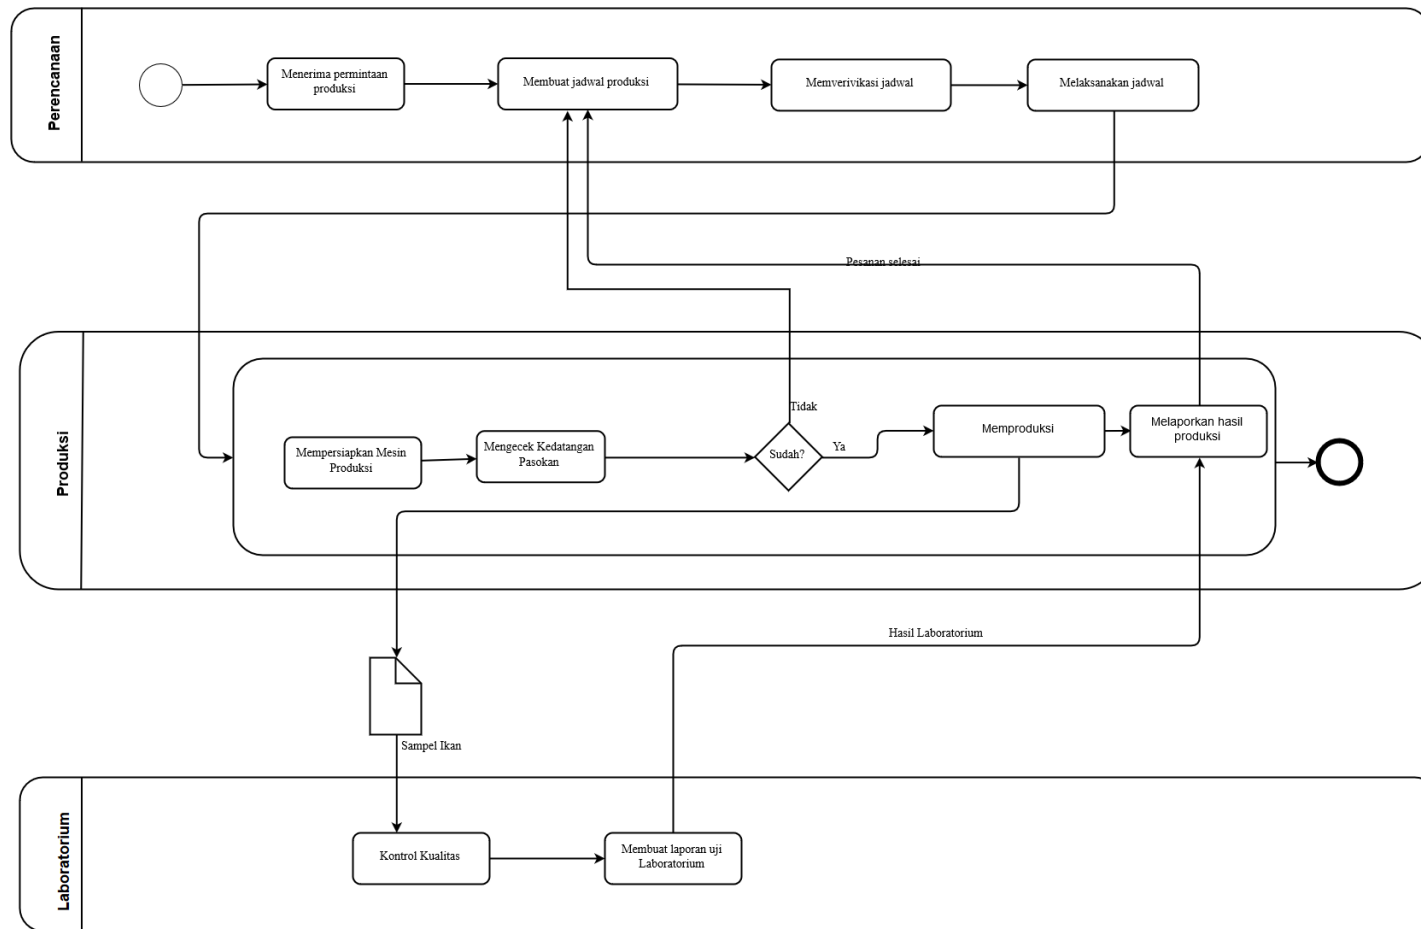 Perencanaan
Menerima permintaan
produksi
Membuat jadwal produksi
Memverivikasi jadwal
Melaksanakan jadwal
Pesanan selesai
Produksi
Mempersiapkan Mesin
Produksi
Mengecek Kedatangan
Pasokan
Sudah?
Tidak
Ya
Memproduksi
Melaporkan hasil
produksi
Hasil Laboratorium
Sampel Ikan
Laboratorium
Kontrol Kualitas
Membuat laporan uji
Laboratorium